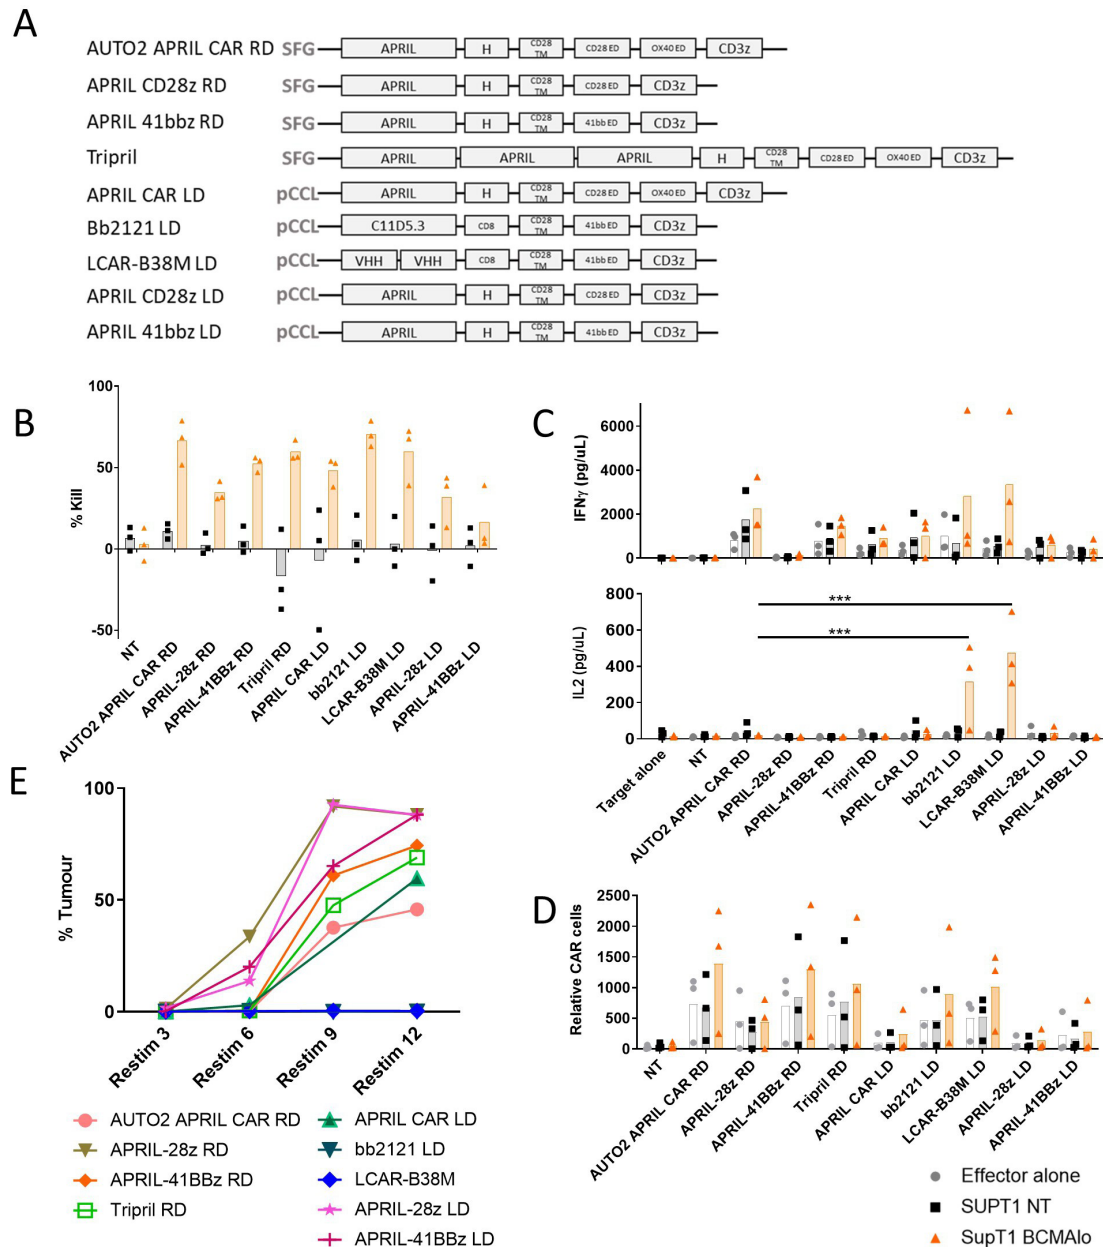 A
AUTO2 APRIL CAR RD SFG APRIL H CD28 TM CD28 ED OX40 ED CD3z
APRIL CD28z RD SFG APRIL H CD28 TM CD28 ED CD3z
APRIL 41bbz RD SFG APRIL H CD28 TM 41bb ED CD3z
Tripril SFG APRIL APRIL APRIL H CD28 TM CD28 ED OX40 ED CD3z
APRIL CAR LD pCCL APRIL H CD28 TM CD28 ED OX40 ED CD3z
Bb2121 LD pCCL C11D5.3 CD8 CD28 TM 41bb ED CD3z
LCAR-B38M LD pCCL VHH VHH CD8 CD28 TM 41bb ED CD3z
APRIL CD28z LD pCCL APRIL H CD28 TM CD28 ED CD3z
APRIL 41bbz LD pCCL APRIL H CD28 TM 41bb ED CD3z
B
% Kill
100
50
0
-50
NT
AUTO2 APRIL CAR RD
APRIL-28z RD
APRIL-41BBz RD
Tripril RD
APRIL CAR LD
bb2121 LD
LCAR-B38M LD
APRIL-28z LD
APRIL-41BBz LD
C
IFNγ (pg/uL)
6000
4000
2000
0
IL2 (pg/uL)
800
600
400
200
0
***
***
Target alone
NT
AUTO2 APRIL CAR RD
APRIL-28z RD
APRIL-41BBz RD
Tripril RD
APRIL CAR LD
bb2121 LD
LCAR-B38M LD
APRIL-28z LD
APRIL-41BBz LD
E
% Tumour
100
50
0
Restim 3
Restim 6
Restim 9
Restim 12
AUTO2 APRIL CAR RD
APRIL-28z RD
APRIL-41BBz RD
Tripril RD
APRIL CAR LD
bb2121 LD
LCAR-B38M
APRIL-28z LD
APRIL-41BBz LD
D
Relative CAR cells
2500
2000
1500
1000
500
0
NT
AUTO2 APRIL CAR RD
APRIL-28z RD
APRIL-41BBz RD
Tripril RD
APRIL CAR LD
bb2121 LD
LCAR-B38M LD
APRIL-28z LD
APRIL-41BBz LD
Effector alone
SUPT1 NT
SupT1 BCMAlo